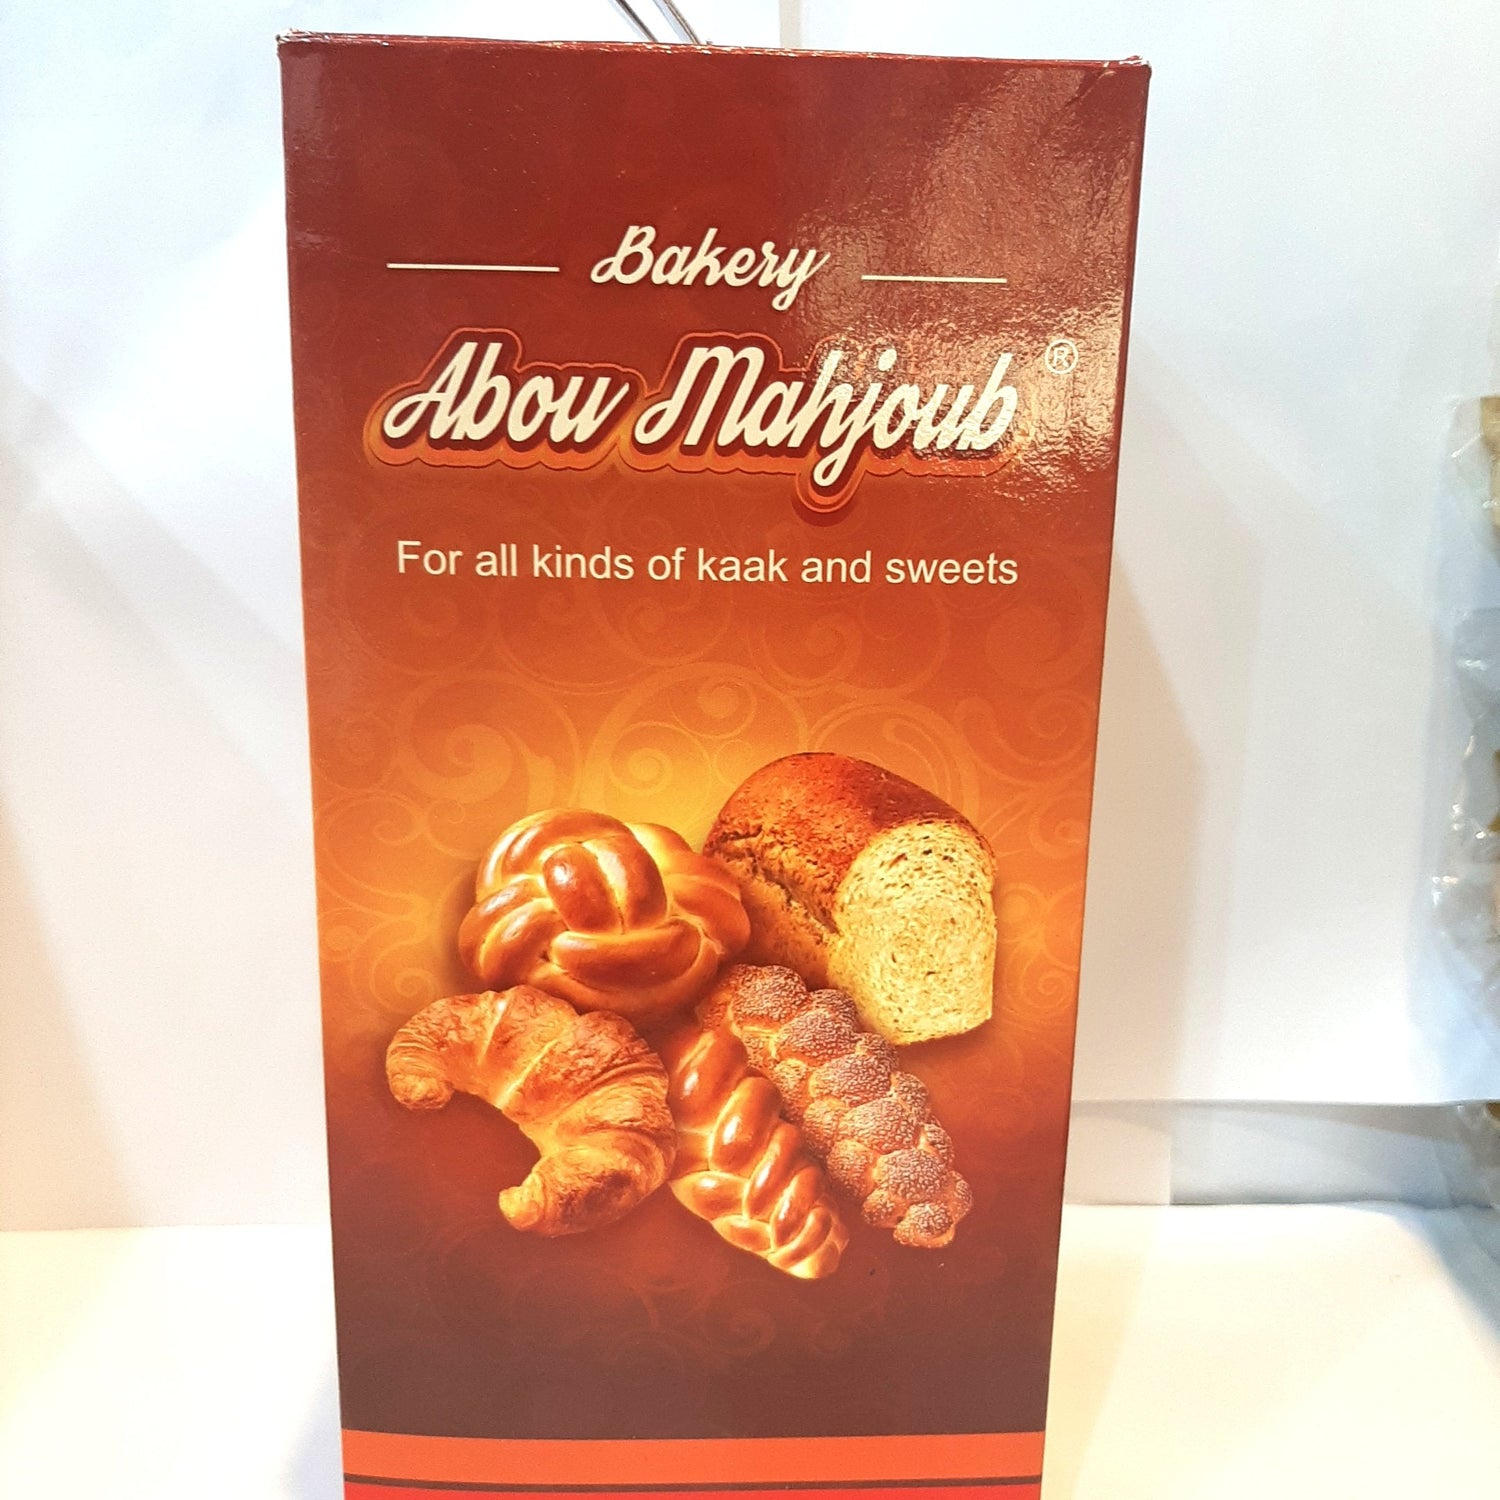 Bakery
Abou Mahjoub ®
For all kinds of kaak and sweets